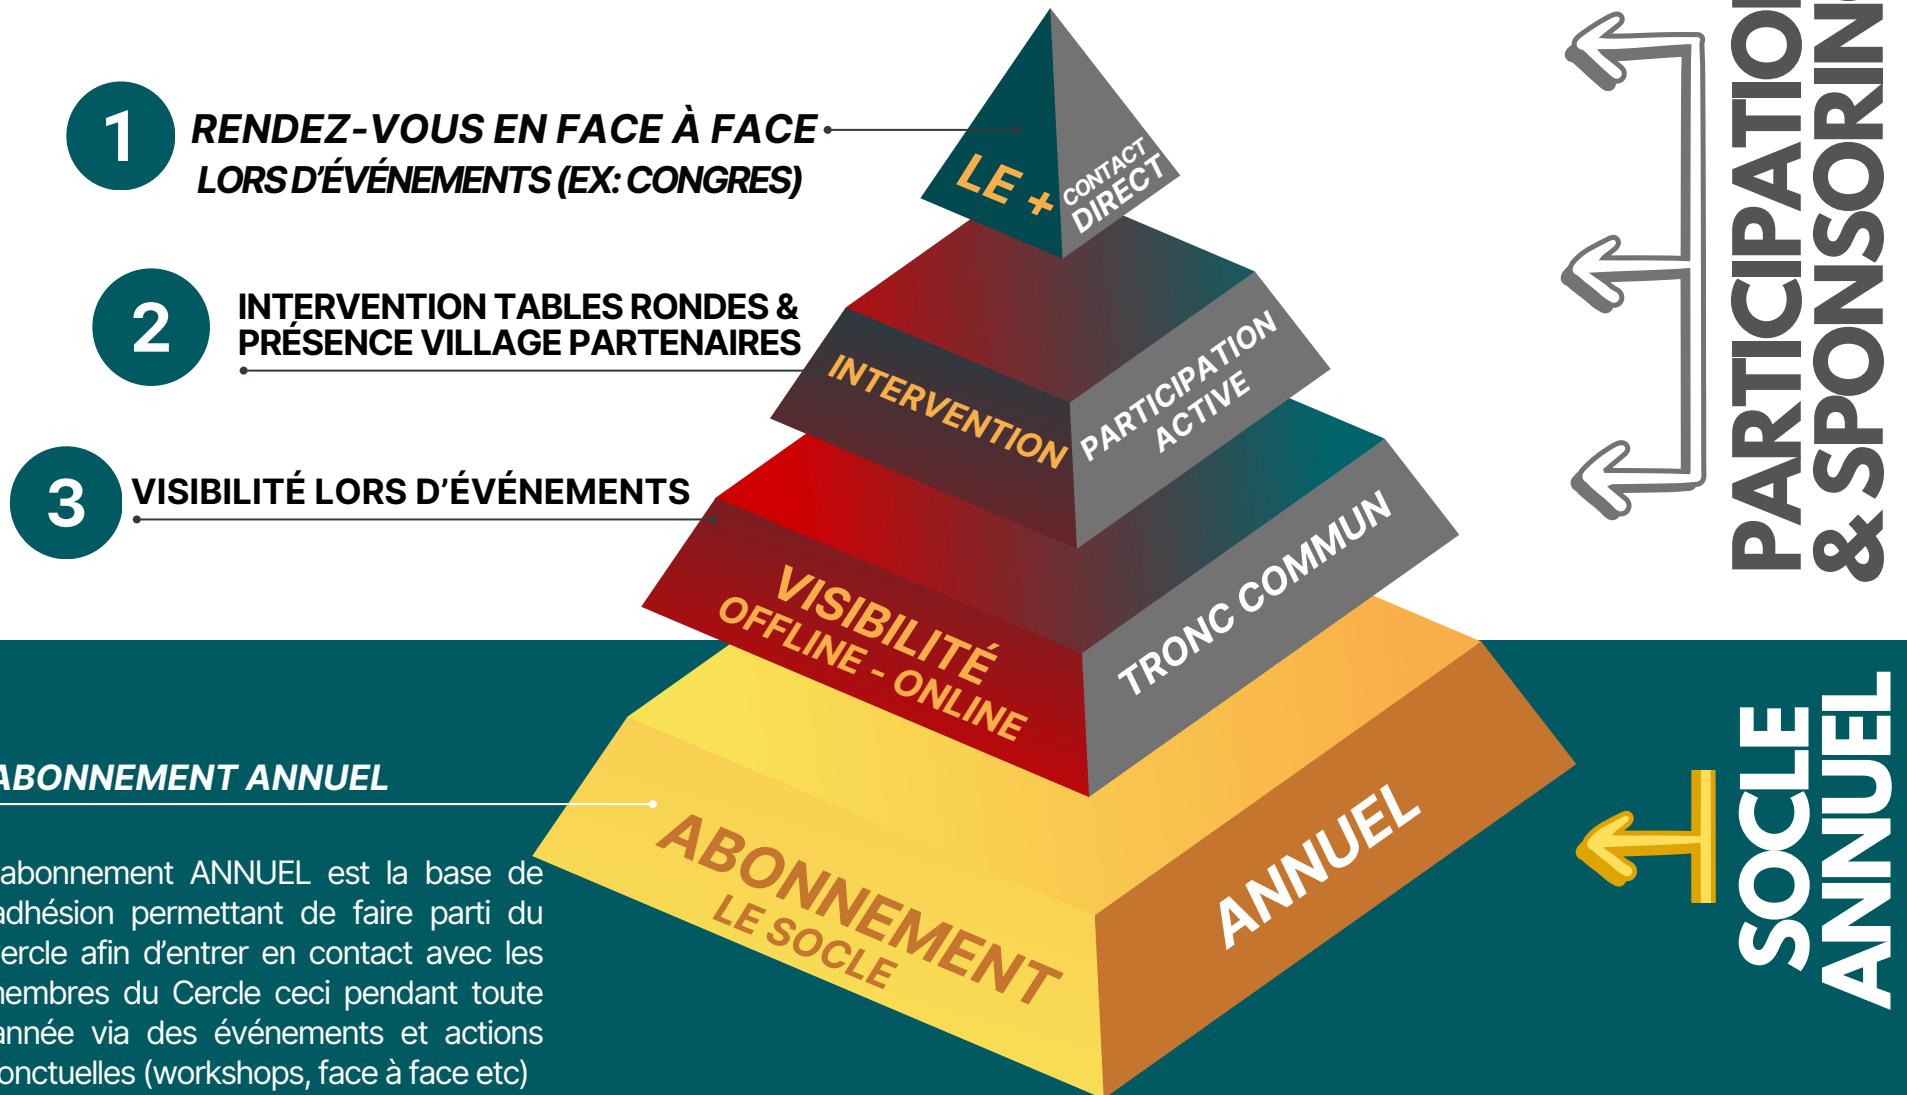 1
RENDEZ-VOUS EN FACE À FACE
LORS D'ÉVÉNEMENTS (EX: CONGRES)
LE +
CONTACT
DIRECT
2
INTERVENTION TABLES RONDES &
PRÉSENCE VILLAGE PARTENAIRES
INTERVENTION
PARTICIPATION
ACTIVE
3
VISIBILITÉ LORS D'ÉVÉNEMENTS
VISIBILITÉ
OFFLINE - ONLINE
TRONC COMMUN
PARTICIPATION
& SPONSORING
ABONNEMENT ANNUEL
abonnement ANNUEL est la base de
adhésion permettant de faire parti du
ercle afin d'entrer en contact avec les
membres du Cercle ceci pendant toute
année via des événements et actions
onctuelles (workshops, face à face etc)
ABONNEMENT
LE SOCLE
ANNUEL
SOCLE
ANNUEL